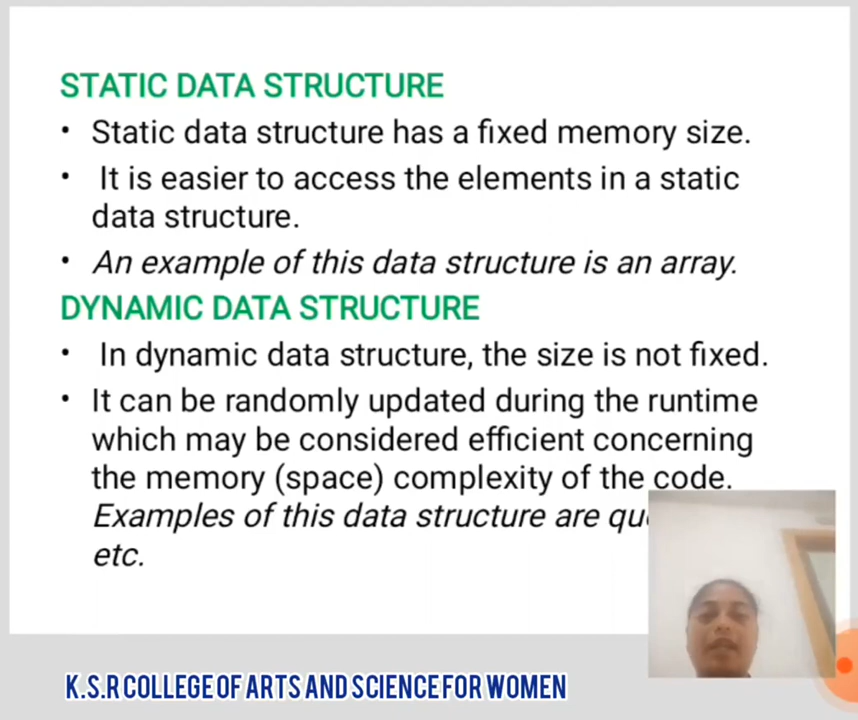 STATIC DATA STRUCTURE
• Static data structure has a fixed memory size.
• It is easier to access the elements in a static
data structure.
• An example of this data structure is an array.
DYNAMIC DATA STRUCTURE
• In dynamic data structure, the size is not fixed.
• It can be randomly updated during the runtime
which may be considered efficient concerning
the memory (space) complexity of the code.
Examples of this data structure are
etc.
K.S.R COLLEGE OF ARTS AND SCIENCE FOR WOMEN